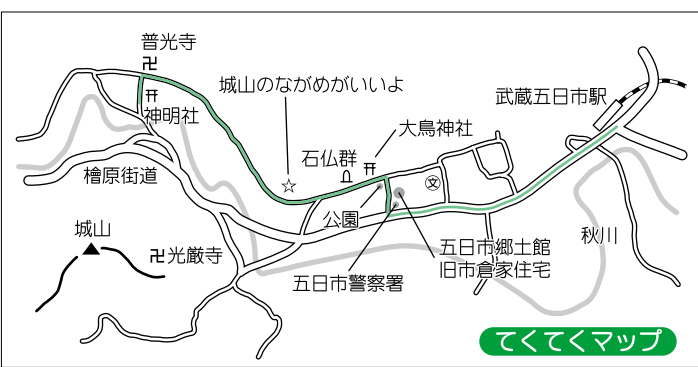 普光寺
卍
城山のながめがいいよ
武蔵五日市駅
神明社
大鳥神社
石仏群
☆
文
檜原街道
公園
城山
卍光厳寺
五日市郷土館
旧市倉家住宅
秋川
五日市警察署
てくてくマップ